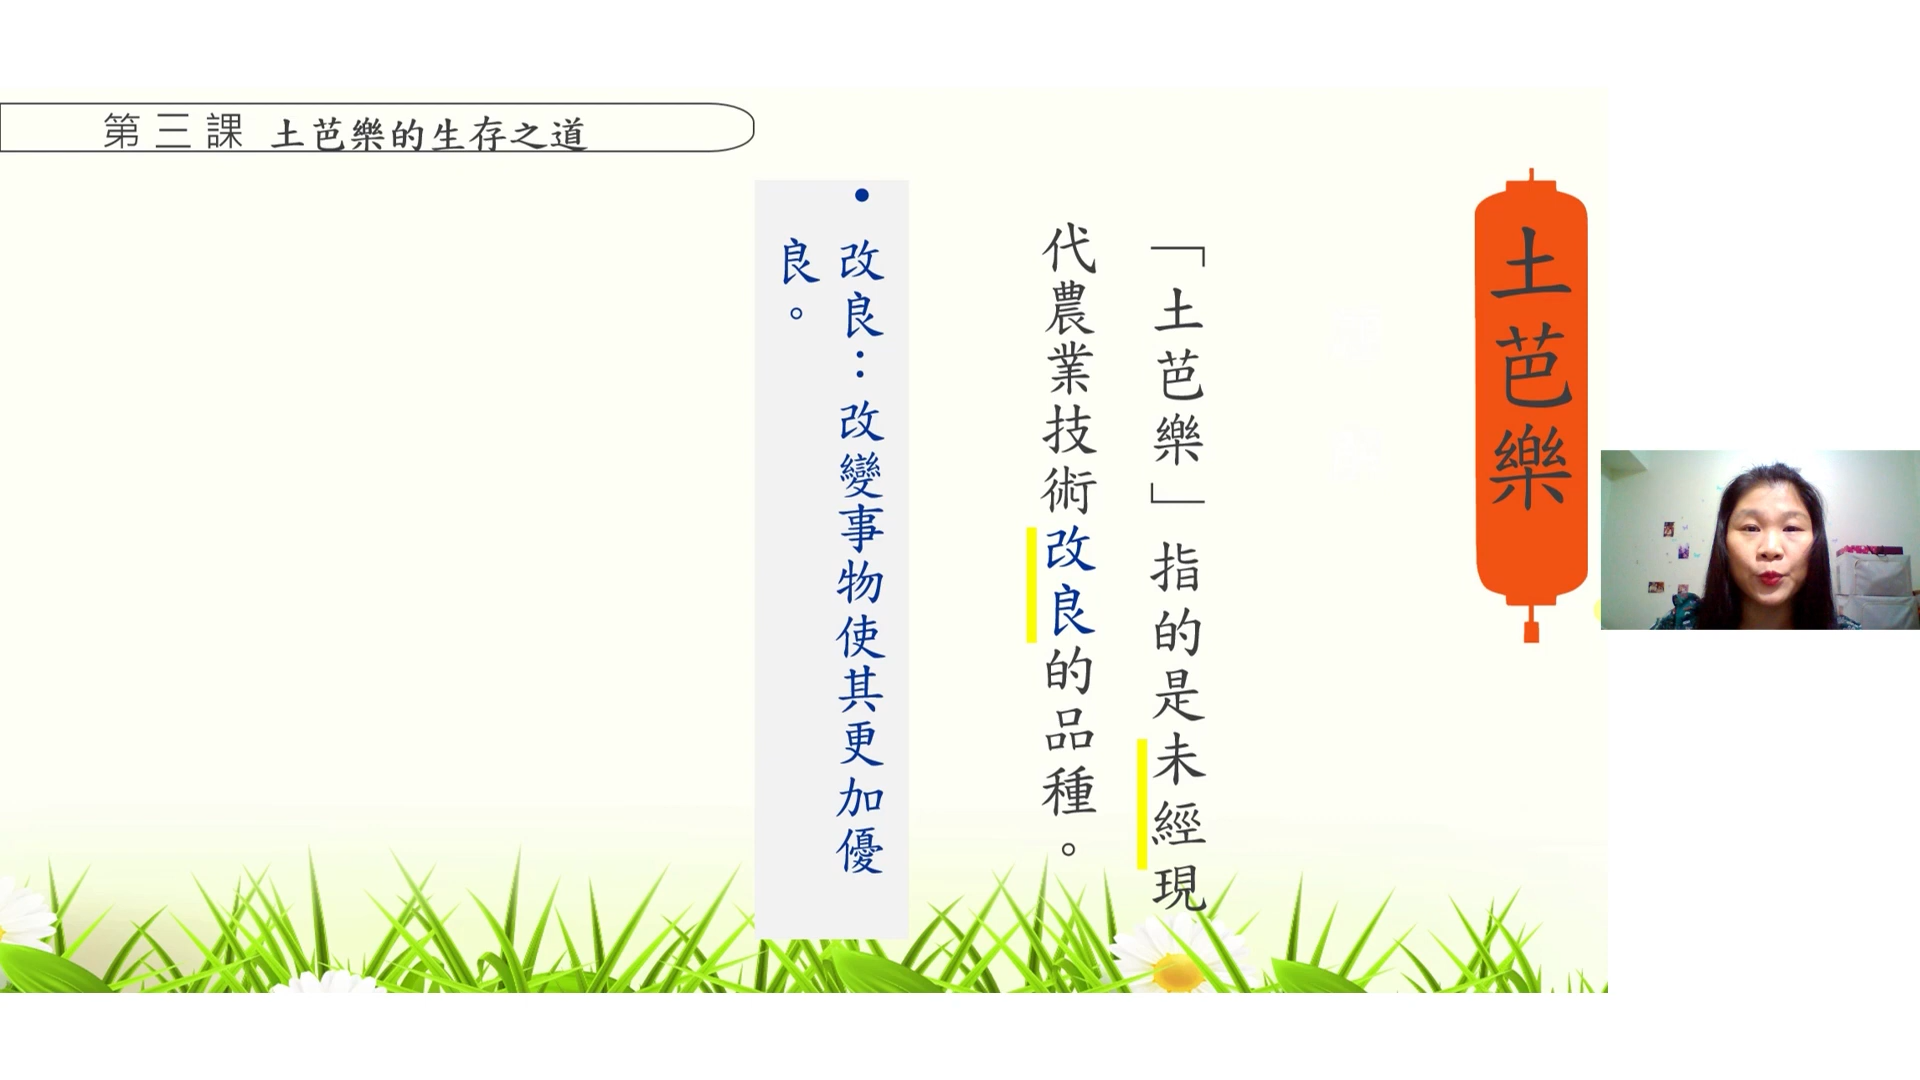 第三課 土芭樂的生存之道
土芭樂
「土芭樂」指的是未經現
代農業技術改良的品種。
• 改良：改變事物使其更加優
良。